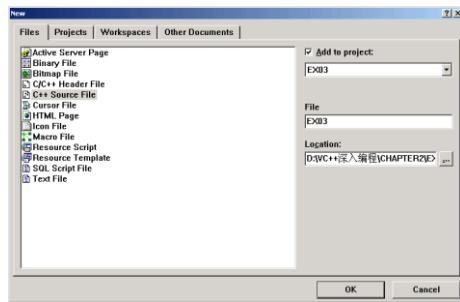 New
Files Projects Workspaces Other Documents
Active Server Page
Binary File
Bitmap File
C/C++ Header File
C++ Source File
Cursor File
HTML Page
Icon File
Macro File
Resource Script
Resource Template
SQL Script File
Text File
Add to project:
EX03
File
EX03
Location:
D:\VC++深入编程\CHAPTER2\EX
...
OK Cancel